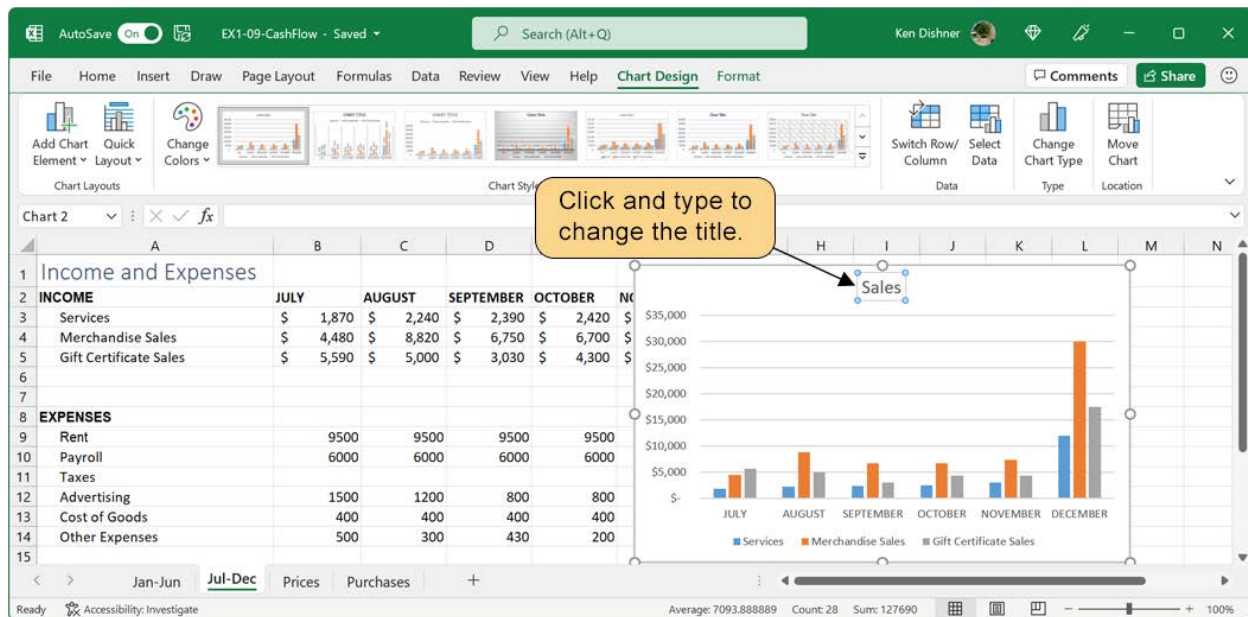 AutoSave On EX1-09-CashFlow - Saved Search (Alt+Q) Ken Dishner
File Home Insert Draw Page Layout Formulas Data Review View Help Chart Design Format Comments Share
Add Chart Element Quick Layout Change Colors Switch Row/ Column Select Data Change Chart Type Move Chart
Chart Layouts Chart Data Type Location
Click and type to
change the title.
Chart 2 fx
A B C D H I J K L M N
1 Income and Expenses
2 INCOME JULY AUGUST SEPTEMBER OCTOBER
3 Services $ 1,870 $ 2,240 $ 2,390 $ 2,420 $
4 Merchandise Sales $ 4,480 $ 8,820 $ 6,750 $ 6,700 $
5 Gift Certificate Sales $ 5,590 $ 5,000 $ 3,030 $ 4,300 $
6
7
8 EXPENSES
9 Rent 9500 9500 9500 9500
10 Payroll 6000 6000 6000 6000
11 Taxes
12 Advertising 1500 1200 800 800
13 Cost of Goods 400 400 400 400
14 Other Expenses 500 300 430 200
15
Sales
$35,000
$30,000
$25,000
$20,000
$15,000
$10,000
$5,000
$-
JULY AUGUST SEPTEMBER OCTOBER NOVEMBER DECEMBER
Services Merchandise Sales Gift Certificate Sales
Jan-Jun Jul-Dec Prices Purchases
Ready Accessibility: Investigate Average: 7093.888889 Count: 28 Sum: 127690 100%